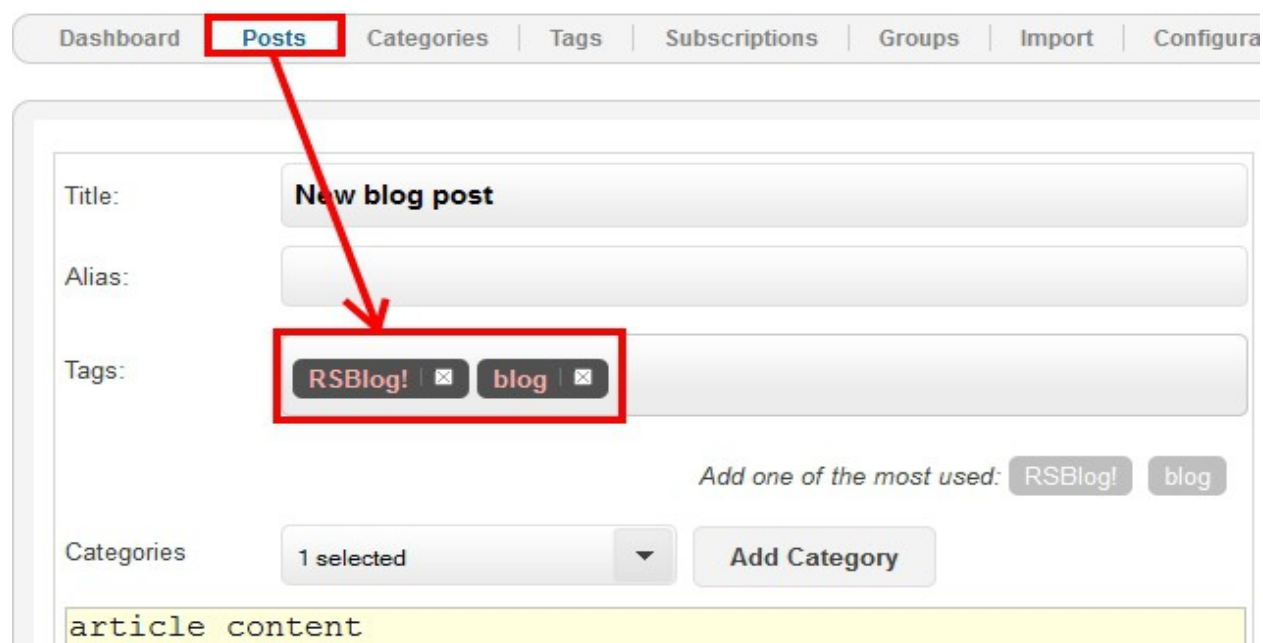 Dashboard Posts Categories Tags Subscriptions Groups Import Configura
Title: New blog post
Alias:
Tags: RSBlog! blog
Add one of the most used: RSBlog! blog
Categories 1 selected Add Category
article content